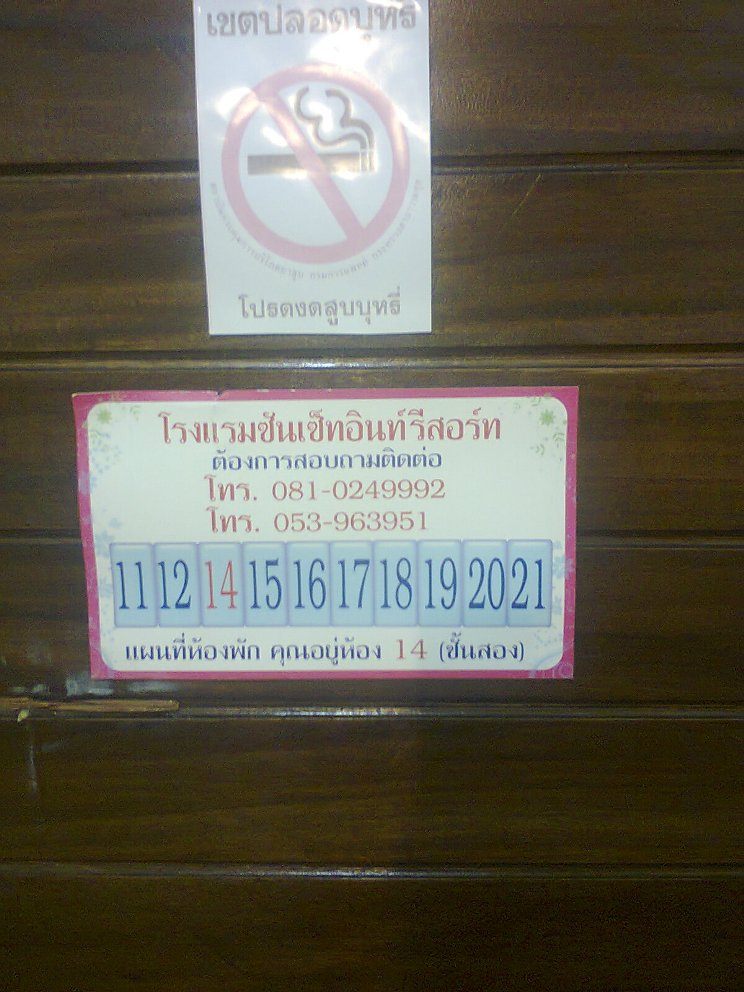 เขตปลอดบุหรี่
โปรดงดสูบบุหรี่
โรงแรมซันเซ็ทอินท์รีสอร์ท
ต้องการสอบถามติดต่อ
โทร. 081-0249992
โทร. 053-963951
11 12 14 15 16 17 18 19 20 21
แผนที่ห้องพัก คุณอยู่ห้อง 14 (ชั้นสอง)